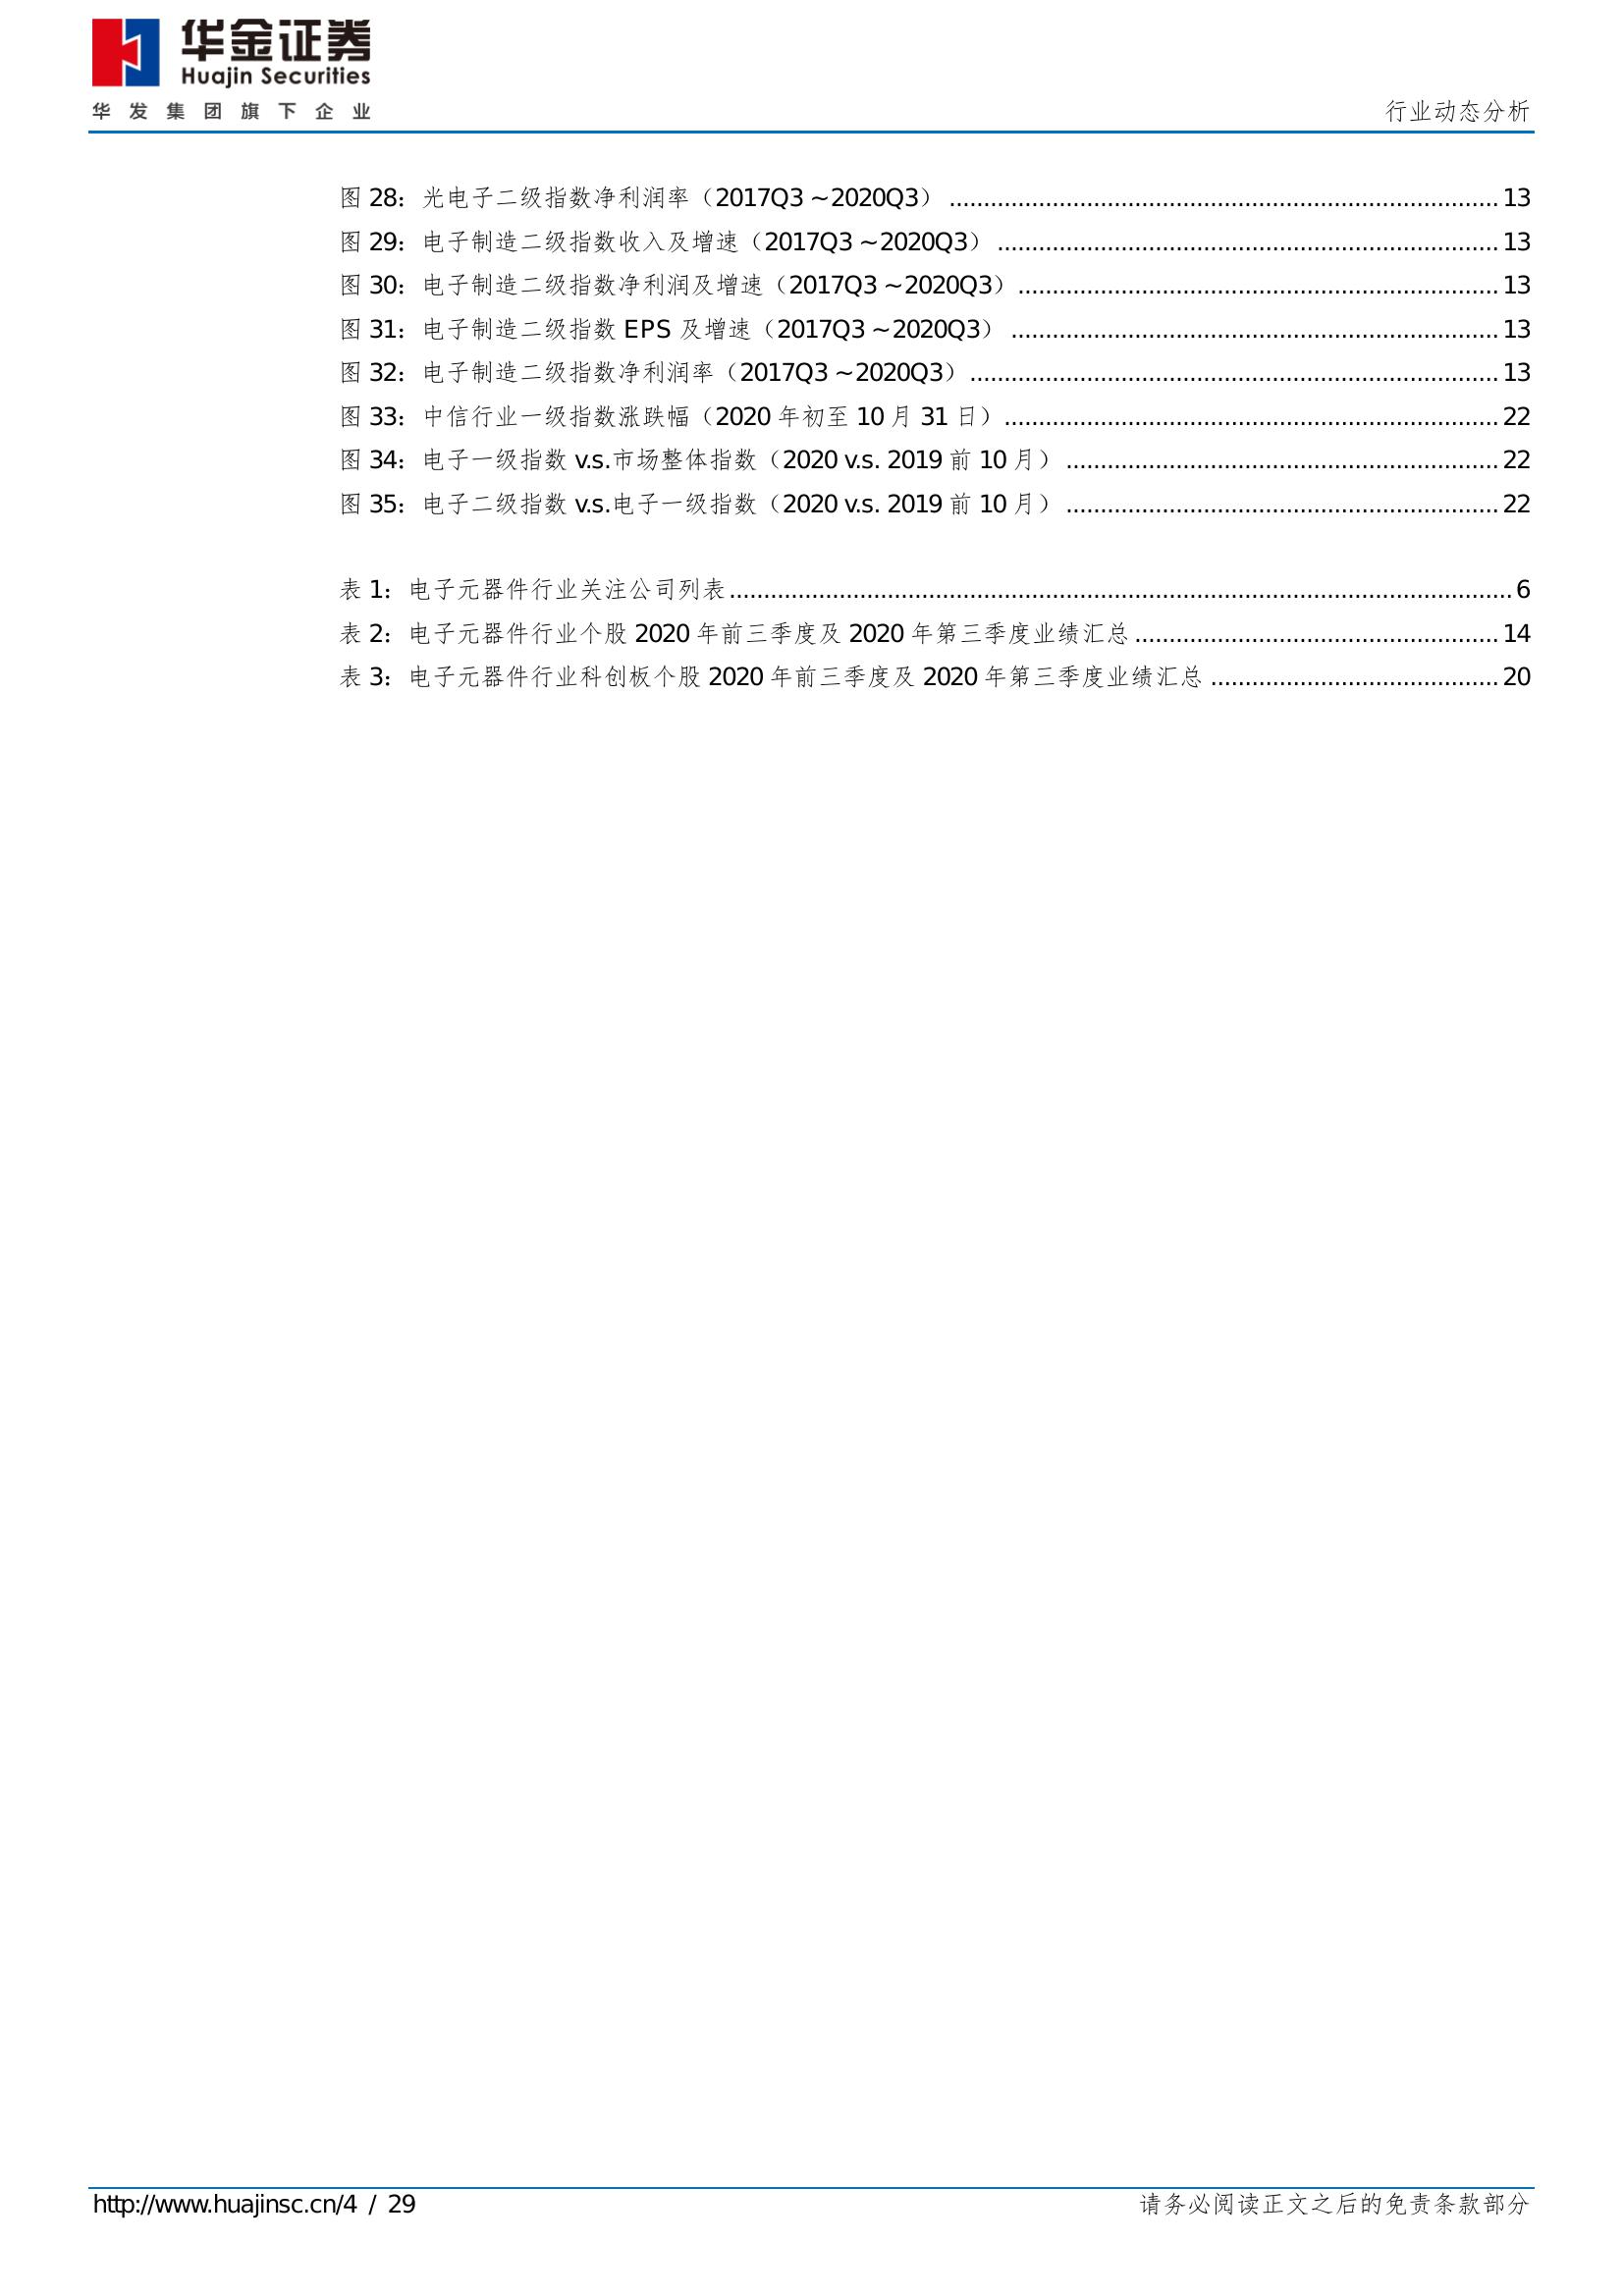 华金证券
Huajin Securities
华发集团旗下企业
行业动态分析
图 28：光电子二级指数净利润率（2017Q3～2020Q3） ........................................ 13
图 29：电子制造二级指数收入及增速（2017Q3～2020Q3） ........................................ 13
图 30：电子制造二级指数净利润及增速（2017Q3～2020Q3） ........................................ 13
图 31：电子制造二级指数 EPS 及增速（2017Q3～2020Q3） ........................................ 13
图 32：电子制造二级指数净利润率（2017Q3～2020Q3） ........................................ 13
图 33：中信行业一级指数涨跌幅（2020 年初至 10 月 31 日） ........................................ 22
图 34：电子一级指数 v.s.市场整体指数（2020 v.s. 2019 前 10 月） ........................................ 22
图 35：电子二级指数 v.s.电子一级指数（2020 v.s. 2019 前 10 月） ........................................ 22
表 1：电子元器件行业关注公司列表 ........................................ 6
表 2：电子元器件行业个股 2020 年前三季度及 2020 年第三季度业绩汇总 ........................................ 14
表 3：电子元器件行业科创板个股 2020 年前三季度及 2020 年第三季度业绩汇总 ........................................ 20
http://www.huajinsc.cn/4 / 29
请务必阅读正文之后的免责条款部分